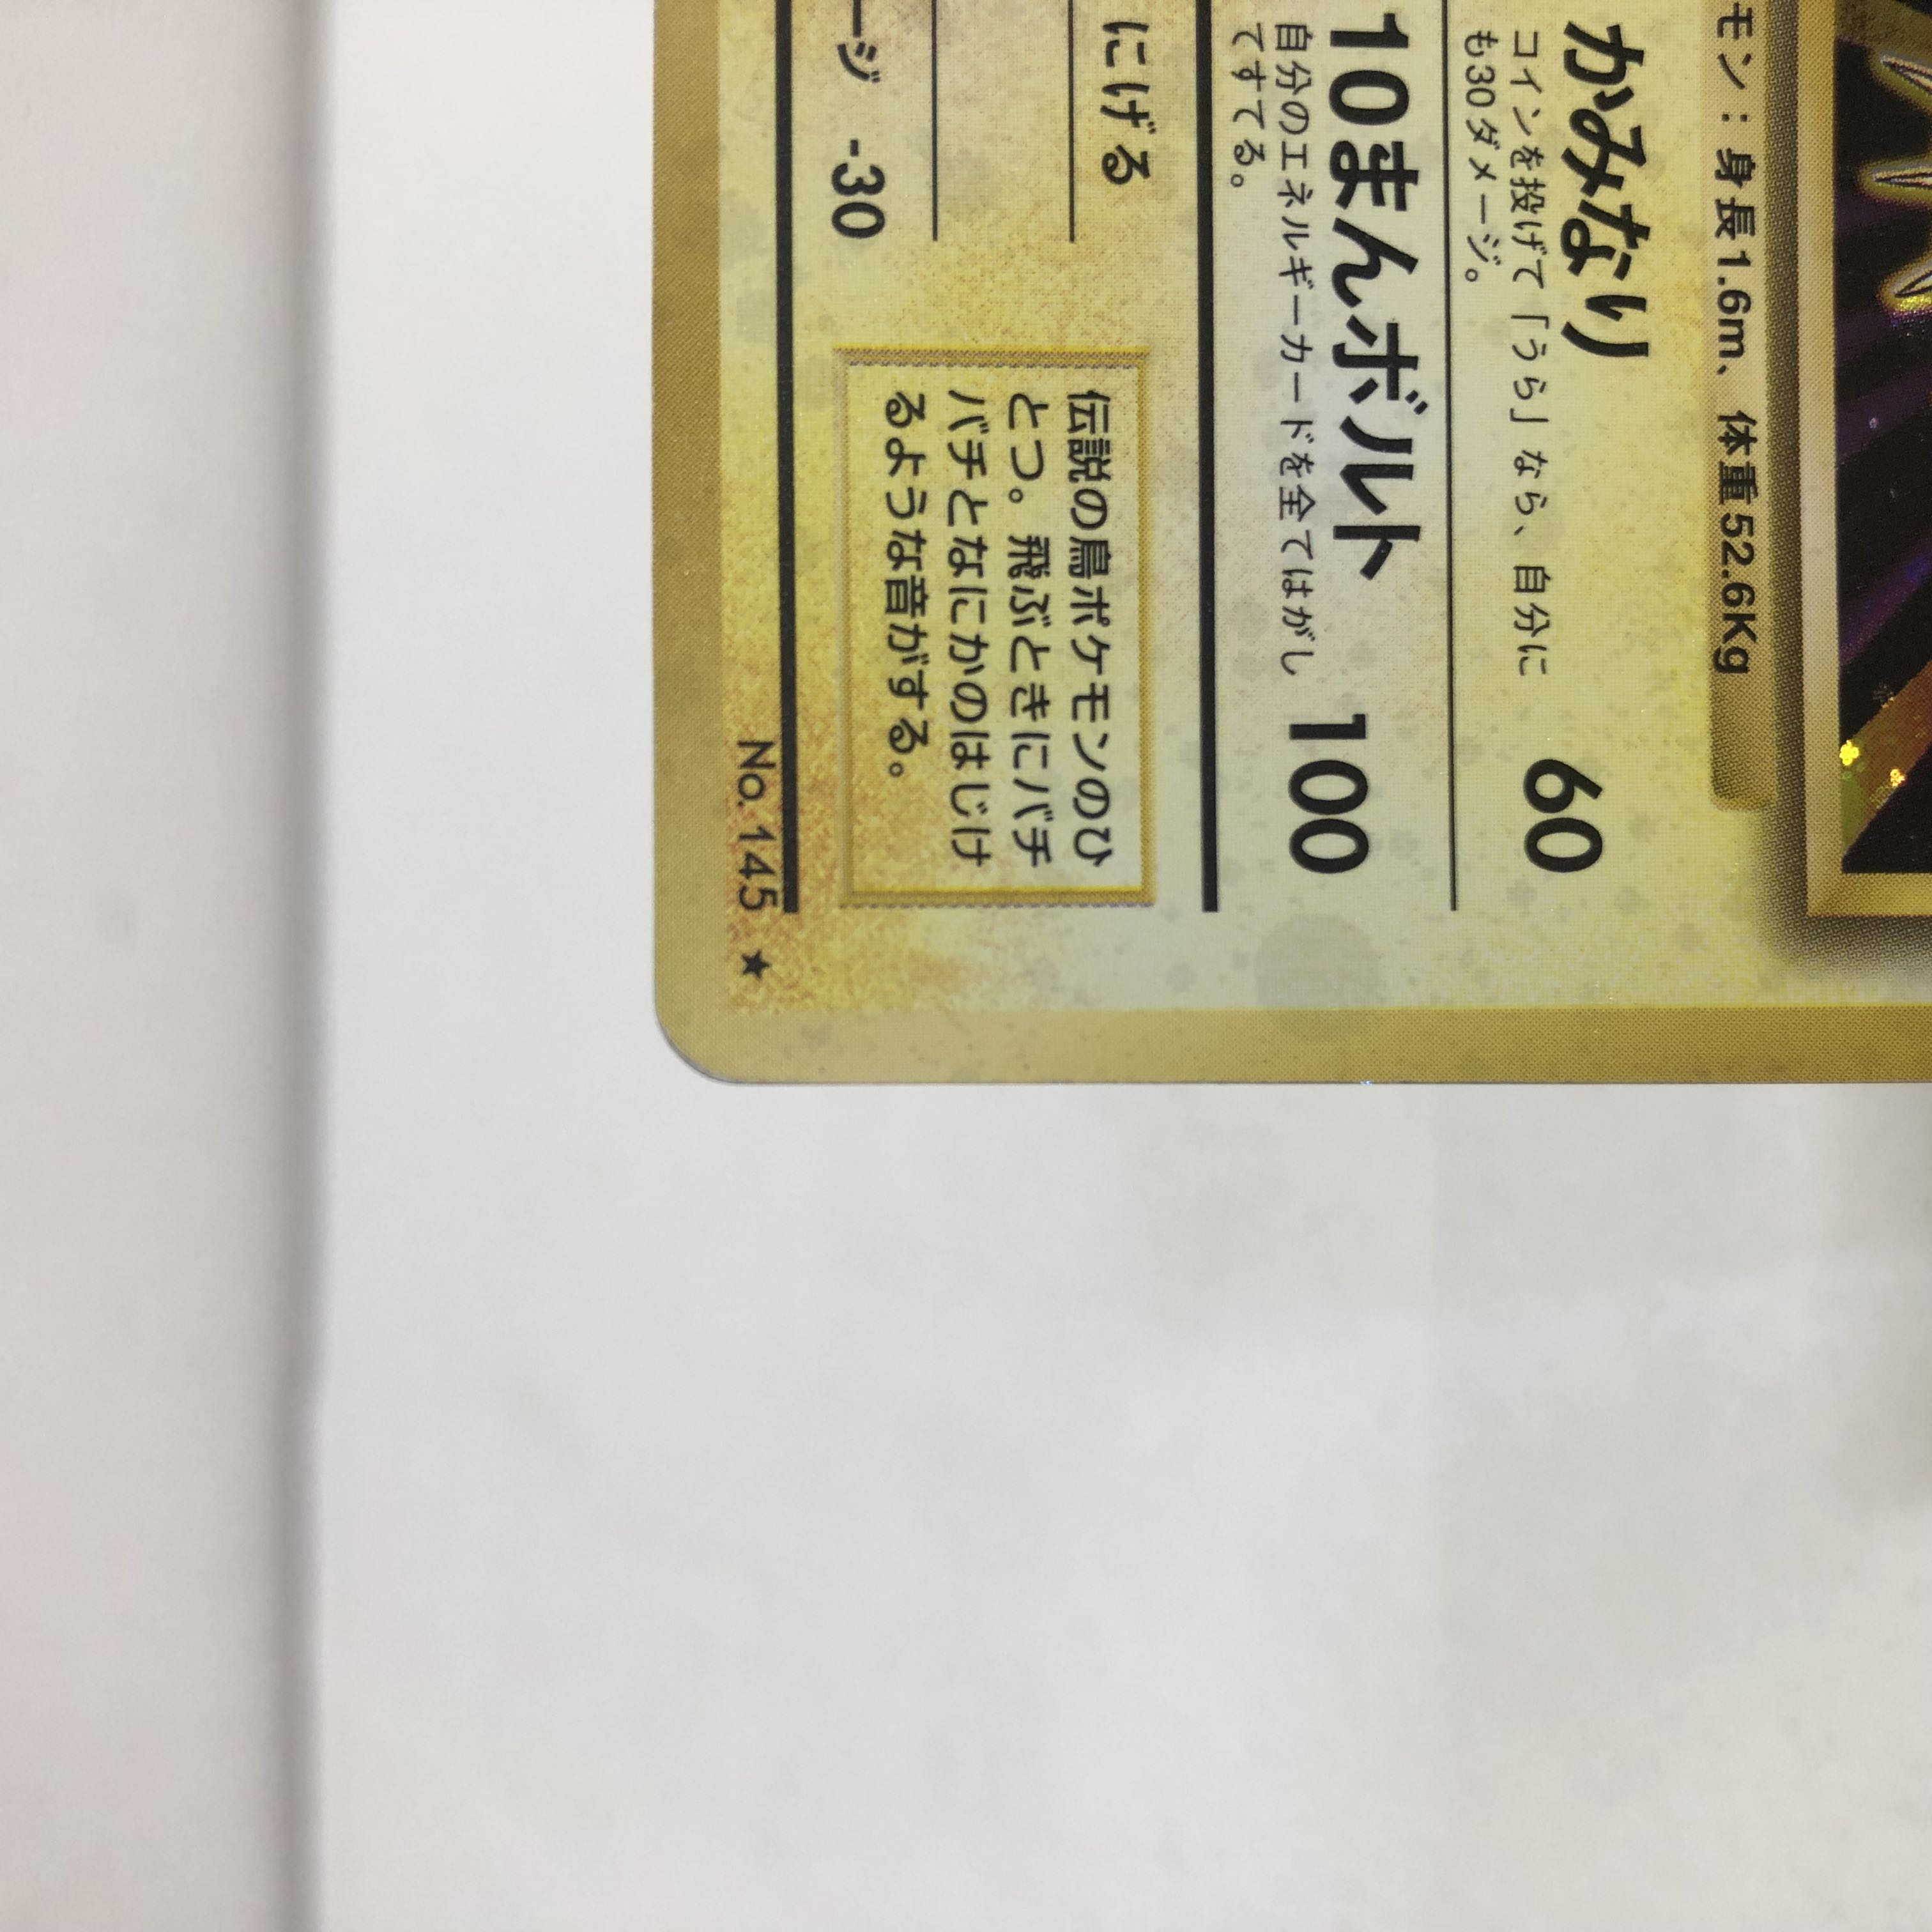 モン：身長1.6m、体重52.6Kg
かみなり 60
コインを投げて「うら」なら、自分に
も30ダメージ。
10まんボルト 100
自分のエネルギーカードを全てはがし
てすてる。
にげる
ージ -30
伝説の鳥ポケモンのひ
とつ。飛ぶときにバチ
バチとなにかのはじけ
るような音がする。
No. 145 ★